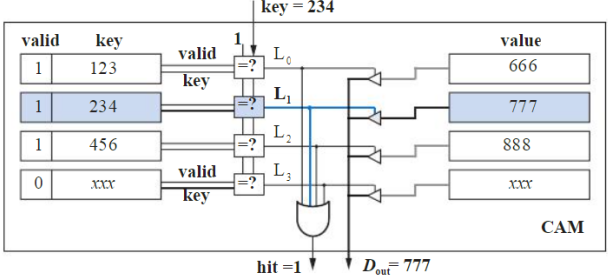 key = 234
valid key 1 value
1 123 valid key =? L0 666
1 234 =? L1 777
1 456 =? L2 888
0 xxx valid key =? L3 xxx
CAM
hit =1 Dout= 777